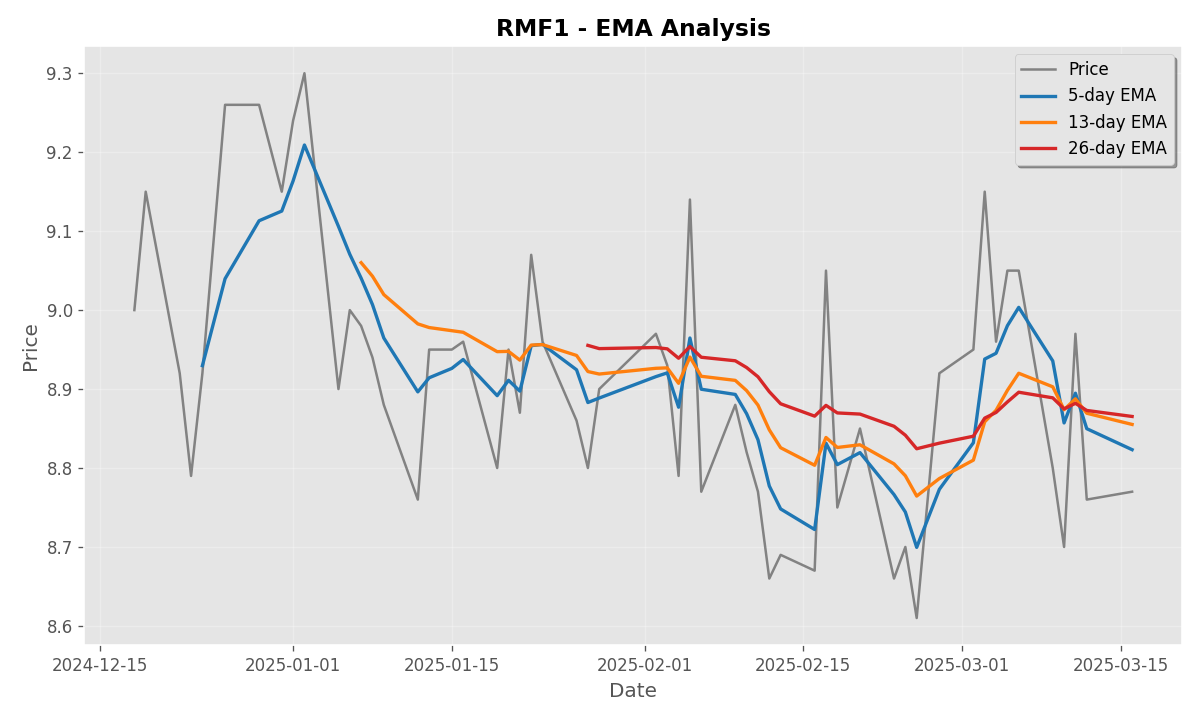 RMF1 - EMA Analysis
Price
5-day EMA
13-day EMA
26-day EMA
9.3
9.2
9.1
9.0
8.9
8.8
8.7
8.6
Price
2024-12-15
2025-01-01
2025-01-15
2025-02-01
2025-02-15
2025-03-01
2025-03-15
Date